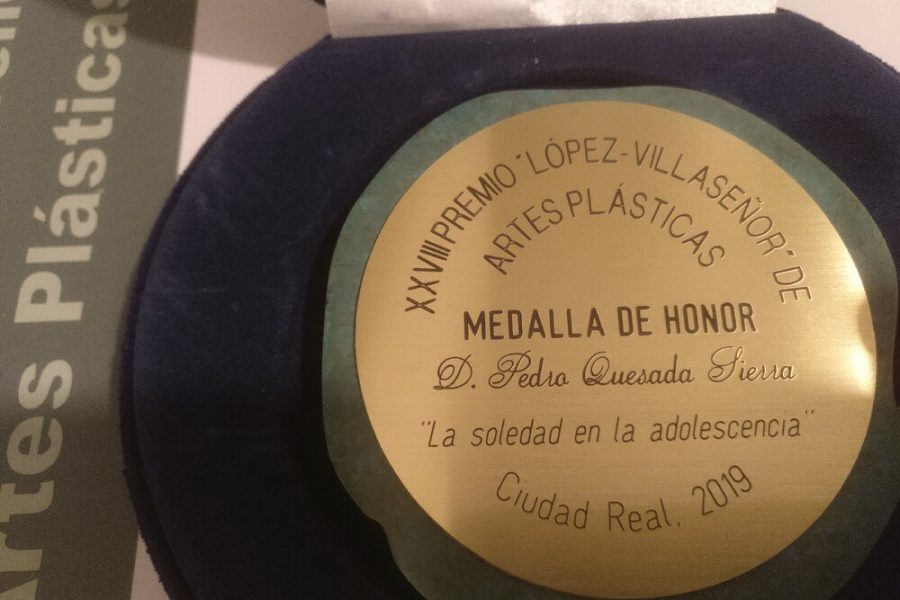 Artes Plásticas
XXVIII PREMIO "LÓPEZ-VILLASEÑOR" DE
ARTES PLÁSTICAS
MEDALLA DE HONOR
D. Pedro Quesada Sierra
"La soledad en la adolescencia"
Ciudad Real, 2019